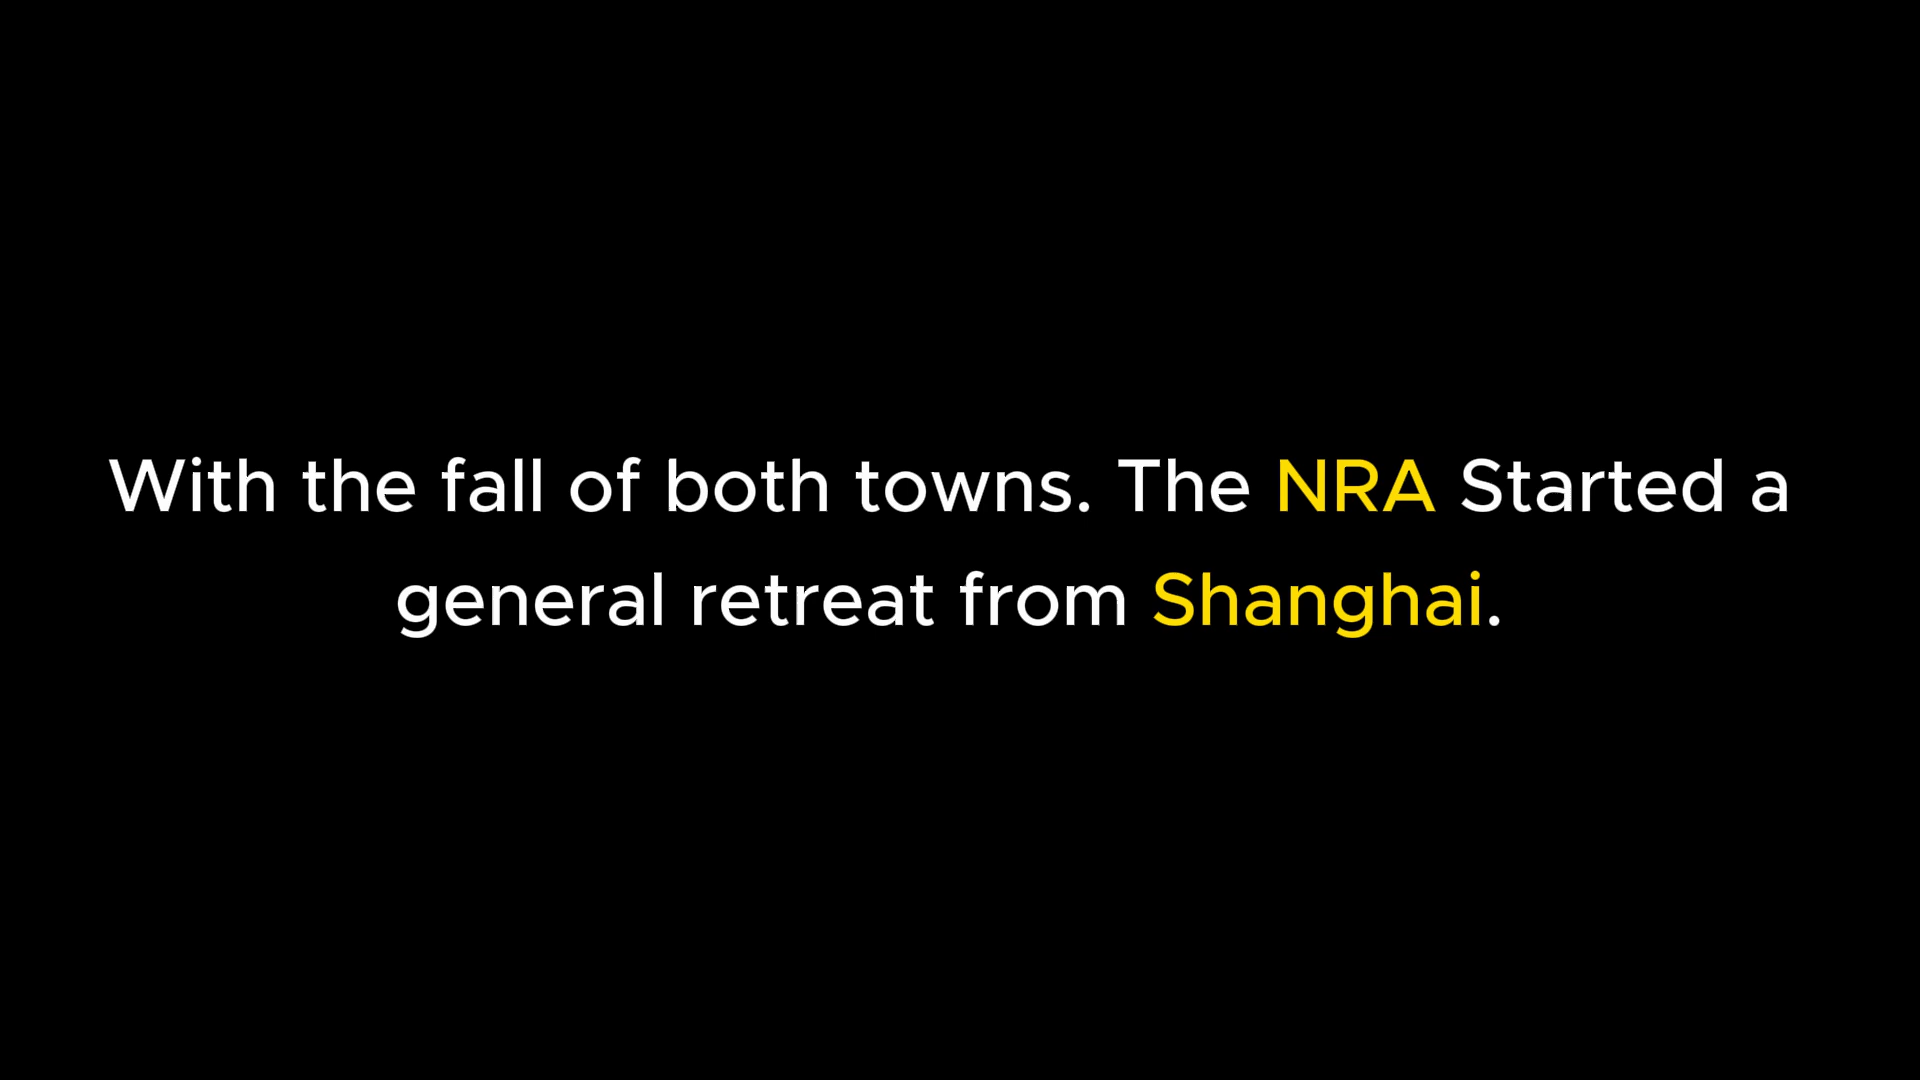 With the fall of both towns. The NRA Started a
general retreat from Shanghai.